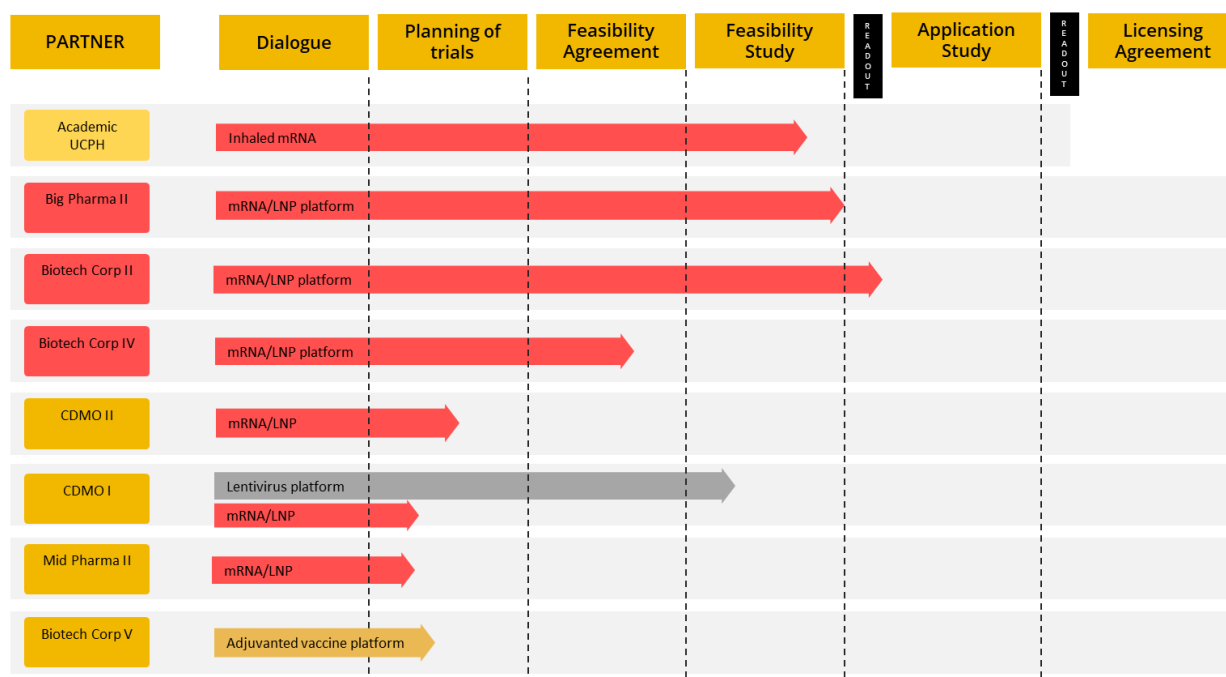 PARTNER
Dialogue
Planning of
trials
Feasibility
Agreement
Feasibility
Study
READOUT
Application
Study
READOUT
Licensing
Agreement
Academic
UCPH
Inhaled mRNA
Big Pharma II
mRNA/LNP platform
Biotech Corp II
mRNA/LNP platform
Biotech Corp IV
mRNA/LNP platform
CDMO II
mRNA/LNP
CDMO I
Lentivirus platform
mRNA/LNP
Mid Pharma II
mRNA/LNP
Biotech Corp V
Adjuvanted vaccine platform